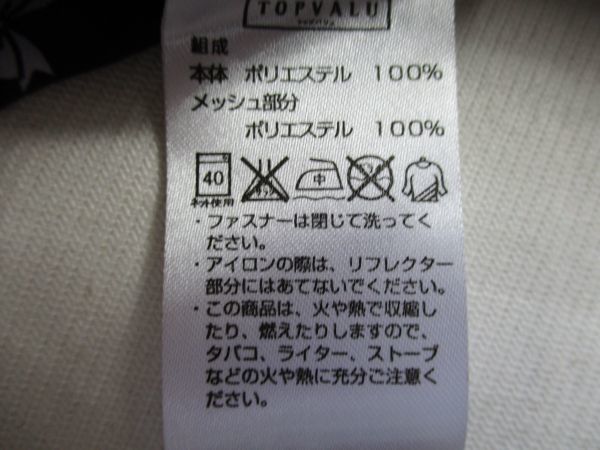 TOPVALU
組成
本体 ポリエステル 100%
メッシュ部分
ポリエステル 100%
40 中
ネット使用
・ファスナーは閉じて洗ってく
ださい。
・アイロンの際は、リフレクター
部分にはあてないでください。
・この商品は、火や熱で収縮し
たり、燃えたりしますので、
タバコ、ライター、ストーブ
などの火や熱に充分ご注意く
ださい。